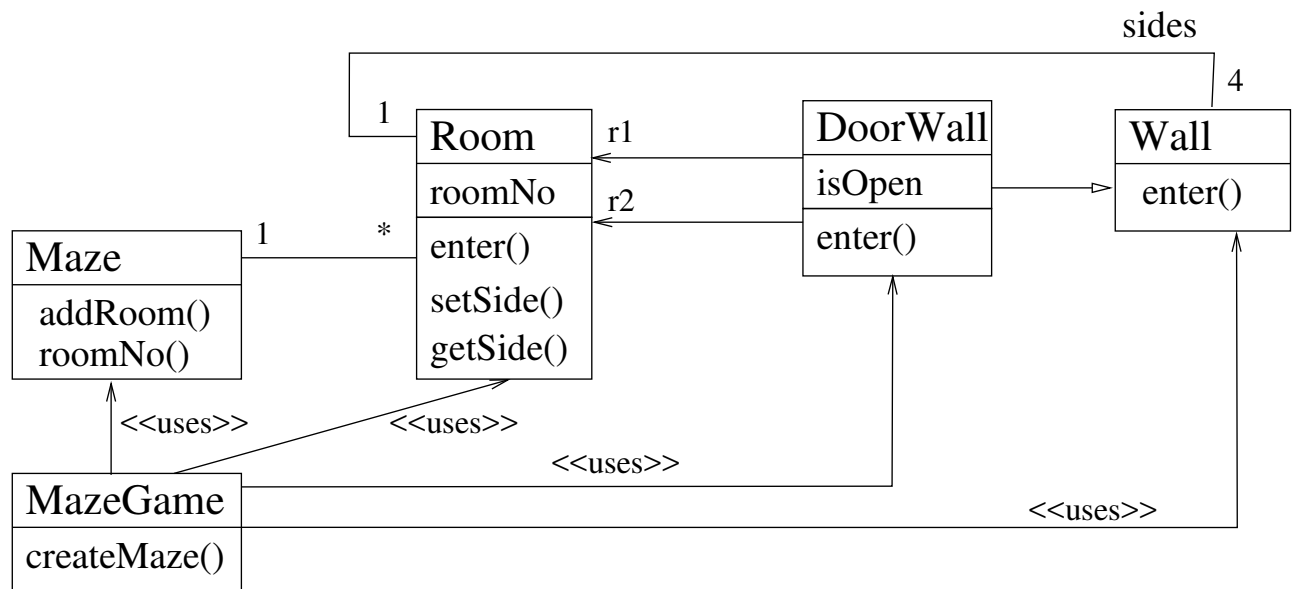 sides
1
4
Room
roomNo
enter()
setSide()
getSide()
r1
r2
DoorWall
isOpen
enter()
Wall
enter()
Maze
addRoom()
roomNo()
1
*
<<uses>>
<<uses>>
<<uses>>
<<uses>>
MazeGame
createMaze()